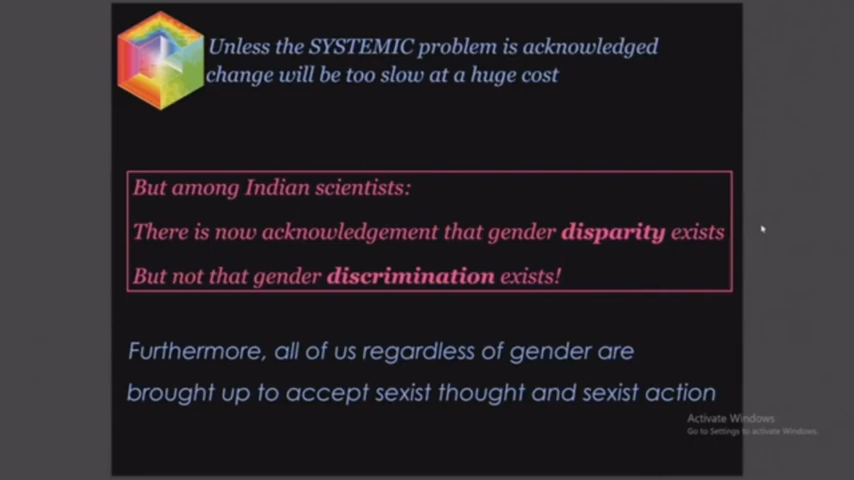 Unless the SYSTEMIC problem is acknowledged
change will be too slow at a huge cost
But among Indian scientists:
There is now acknowledgement that gender disparity exists
But not that gender discrimination exists!
Furthermore, all of us regardless of gender are
brought up to accept sexist thought and sexist action
Activate Windows
Go to Settings to activate Windows.